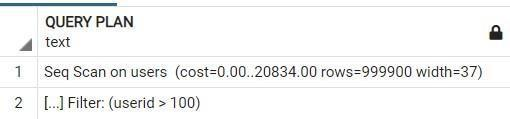 QUERY PLAN
text
1 Seq Scan on users (cost=0.00..20834.00 rows=999900 width=37)
2 [...] Filter: (userid > 100)